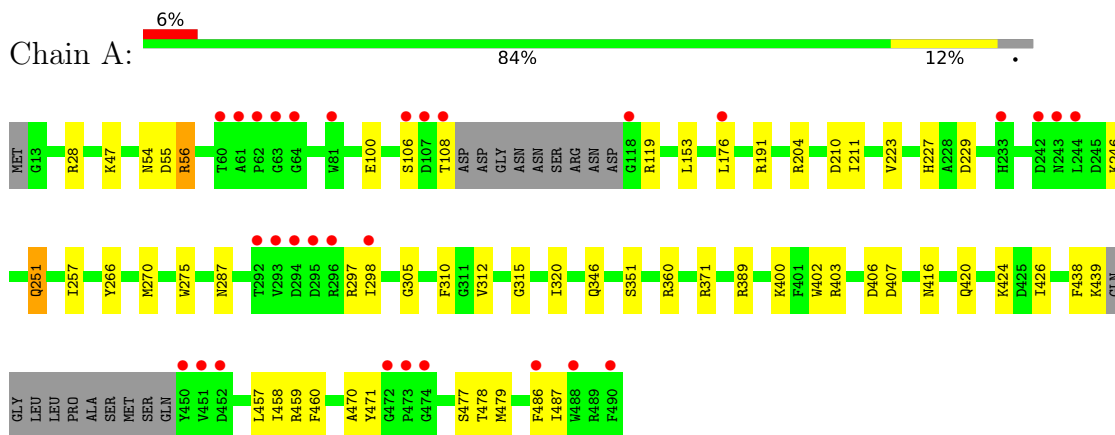 6%
Chain A:
84% 12% •
MET G13 R28 K47 N54 D55 R56 T60 A61 P62 G63 G64 W81 E100 S106 D107 T108 ASP ASP GLY ASN ASN SER ARG ASN ASP G118 R119 L153 L176 R191 R204 D210 I211 V223 H227 A228 D229 H233 D242 N243 L244 D245 K246
Q251 I257 Y266 M270 W275 N287 T292 V293 D294 D295 R296 R297 I298 G305 F310 G311 V312 G315 I320 Q346 S351 R360 R371 R389 K400 F401 W402 R403 D406 D407 N416 Q420 K424 D425 I426 F438 K439 GLN
GLY LEU LEU PRO ALA SER MET SER GLN Y450 V451 D452 L457 I458 R459 F460 A470 Y471 G472 P473 G474 S477 T478 M479 F486 I487 W488 R489 F490